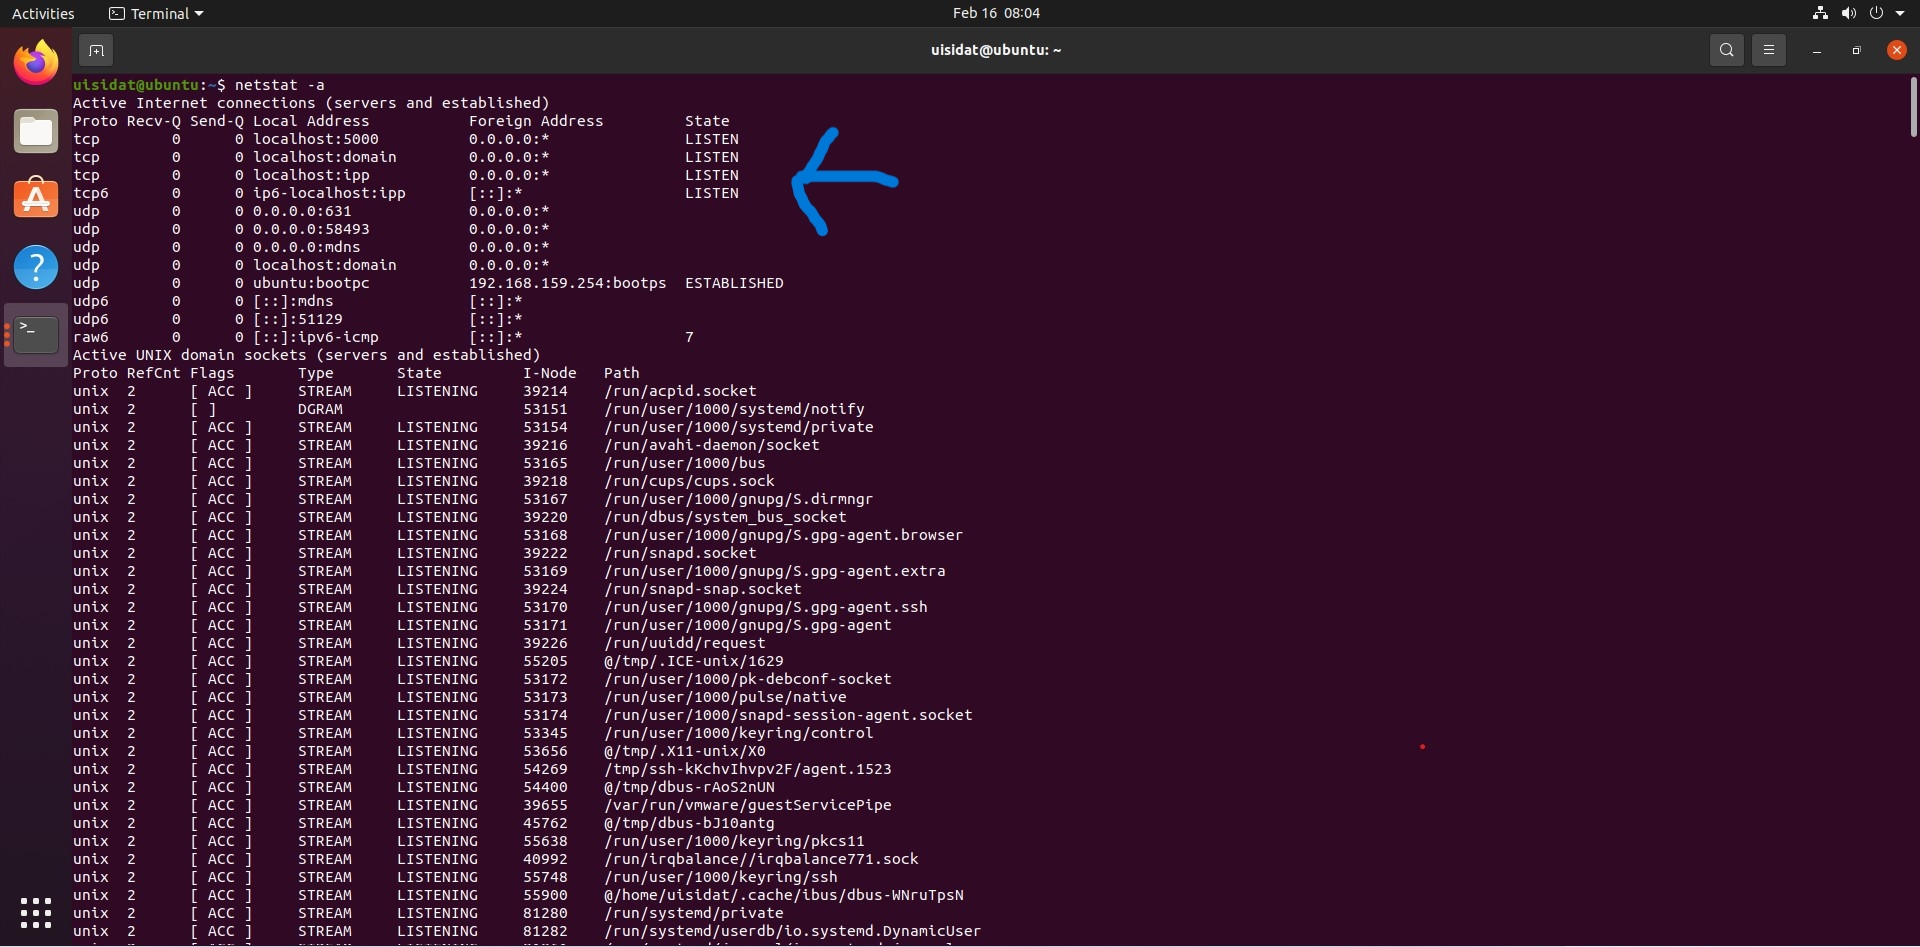 Activities Terminal Feb 16 08:04
uisidat@ubuntu: ~
uisidat@ubuntu:~$ netstat -a
Active Internet connections (servers and established)
Proto Recv-Q Send-Q Local Address Foreign Address State
tcp 0 0 localhost:5000 0.0.0.0:* LISTEN
tcp 0 0 localhost:domain 0.0.0.0:* LISTEN
tcp 0 0 localhost:ipp 0.0.0.0:* LISTEN
tcp6 0 0 ip6-localhost:ipp [::]:* LISTEN
udp 0 0 0.0.0.0:631 0.0.0.0:*
udp 0 0 0.0.0.0:58493 0.0.0.0:*
udp 0 0 0.0.0.0:mdns 0.0.0.0:*
udp 0 0 localhost:domain 0.0.0.0:*
udp 0 0 ubuntu:bootpc 192.168.159.254:bootps ESTABLISHED
udp6 0 0 [::]:mdns [::]:*
udp6 0 0 [::]:51129 [::]:*
raw6 0 0 [::]:ipv6-icmp [::]:* 7
Active UNIX domain sockets (servers and established)
Proto RefCnt Flags Type State I-Node Path
unix 2 [ ACC ] STREAM LISTENING 39214 /run/acpid.socket
unix 2 [ ] DGRAM 53151 /run/user/1000/systemd/notify
unix 2 [ ACC ] STREAM LISTENING 53154 /run/user/1000/systemd/private
unix 2 [ ACC ] STREAM LISTENING 39216 /run/avahi-daemon/socket
unix 2 [ ACC ] STREAM LISTENING 53165 /run/user/1000/bus
unix 2 [ ACC ] STREAM LISTENING 39218 /run/cups/cups.sock
unix 2 [ ACC ] STREAM LISTENING 53167 /run/user/1000/gnupg/S.dirmngr
unix 2 [ ACC ] STREAM LISTENING 39220 /run/dbus/system_bus_socket
unix 2 [ ACC ] STREAM LISTENING 53168 /run/user/1000/gnupg/S.gpg-agent.browser
unix 2 [ ACC ] STREAM LISTENING 39222 /run/snapd.socket
unix 2 [ ACC ] STREAM LISTENING 53169 /run/user/1000/gnupg/S.gpg-agent.extra
unix 2 [ ACC ] STREAM LISTENING 39224 /run/snapd-snap.socket
unix 2 [ ACC ] STREAM LISTENING 53170 /run/user/1000/gnupg/S.gpg-agent.ssh
unix 2 [ ACC ] STREAM LISTENING 53171 /run/user/1000/gnupg/S.gpg-agent
unix 2 [ ACC ] STREAM LISTENING 39226 /run/uuidd/request
unix 2 [ ACC ] STREAM LISTENING 55205 @/tmp/.ICE-unix/1629
unix 2 [ ACC ] STREAM LISTENING 53172 /run/user/1000/pk-debconf-socket
unix 2 [ ACC ] STREAM LISTENING 53173 /run/user/1000/pulse/native
unix 2 [ ACC ] STREAM LISTENING 53174 /run/user/1000/snapd-session-agent.socket
unix 2 [ ACC ] STREAM LISTENING 53345 /run/user/1000/keyring/control
unix 2 [ ACC ] STREAM LISTENING 53656 @/tmp/.X11-unix/X0
unix 2 [ ACC ] STREAM LISTENING 54269 /tmp/ssh-kKchvIhvpv2F/agent.1523
unix 2 [ ACC ] STREAM LISTENING 54400 @/tmp/dbus-rAoS2nUN
unix 2 [ ACC ] STREAM LISTENING 39655 /var/run/vmware/guestServicePipe
unix 2 [ ACC ] STREAM LISTENING 45762 @/tmp/dbus-bJ10antg
unix 2 [ ACC ] STREAM LISTENING 55638 /run/user/1000/keyring/pkcs11
unix 2 [ ACC ] STREAM LISTENING 40992 /run/irqbalance//irqbalance771.sock
unix 2 [ ACC ] STREAM LISTENING 55748 /run/user/1000/keyring/ssh
unix 2 [ ACC ] STREAM LISTENING 55900 @/home/uisidat/.cache/ibus/dbus-WNruTpsN
unix 2 [ ACC ] STREAM LISTENING 81280 /run/systemd/private
unix 2 [ ACC ] STREAM LISTENING 81282 /run/systemd/userdb/io.systemd.DynamicUser